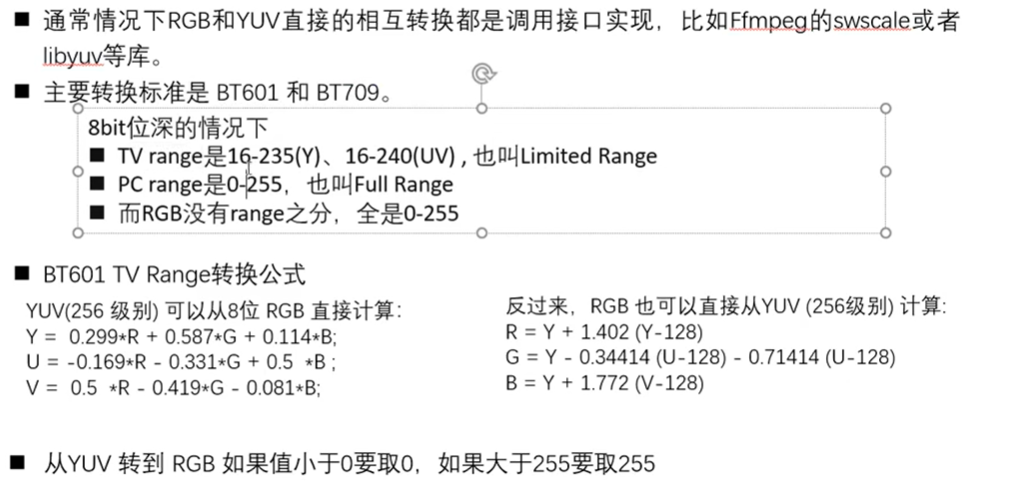 ■ 通常情况下RGB和YUV直接的相互转换都是调用接口实现，比如Ffmpeg的swscale或者
libyuv等库。
■ 主要转换标准是 BT601 和 BT709。
8bit位深的情况下
■ TV range是16-235(Y)、16-240(UV) , 也叫Limited Range
■ PC range是0-255，也叫Full Range
■ 而RGB没有range之分，全是0-255
■ BT601 TV Range转换公式
YUV(256 级别) 可以从8位 RGB 直接计算:
Y = 0.299*R + 0.587*G + 0.114*B;
U = -0.169*R - 0.331*G + 0.5 *B ;
V = 0.5 *R - 0.419*G - 0.081*B;
反过来，RGB 也可以直接从YUV (256级别) 计算:
R = Y + 1.402 (Y-128)
G = Y - 0.34414 (U-128) - 0.71414 (U-128)
B = Y + 1.772 (V-128)
■ 从YUV 转到 RGB 如果值小于0要取0，如果大于255要取255